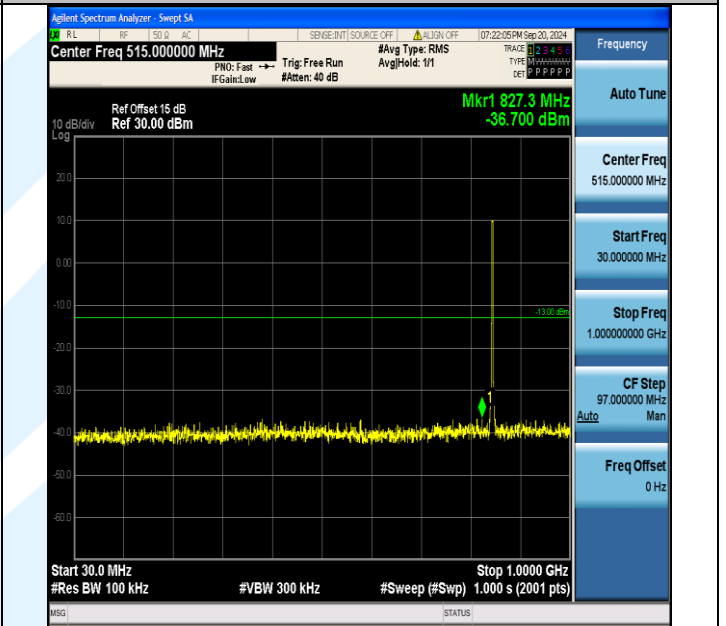 Agilent Spectrum Analyzer - Swept SA
RL RF 50 Ω AC SENSE:INT SOURCE OFF ALIGN OFF 07:22:05 PM Sep 20, 2024
Center Freq 515.000000 MHz #Avg Type: RMS TRACE 1 2 3 4 5 6
PNO: Fast Trig: Free Run Avg|Hold: 1/1 TYPE M
IFGain:Low #Atten: 40 dB DET P P P P P P
Frequency
Auto Tune
Mkr1 827.3 MHz
-36.700 dBm
Ref Offset 15 dB
10 dB/div Ref 30.00 dBm
Log
20.0
10.0
0.00
-10.0
-13.00 dBm
-20.0
-30.0
1
-40.0
-50.0
-60.0
Start 30.0 MHz Stop 1.0000 GHz
#Res BW 100 kHz #VBW 300 kHz #Sweep (#Swp) 1.000 s (2001 pts)
MSG STATUS
Center Freq
515.000000 MHz
Start Freq
30.000000 MHz
Stop Freq
1.000000000 GHz
CF Step
97.000000 MHz
Auto Man
Freq Offset
0 Hz